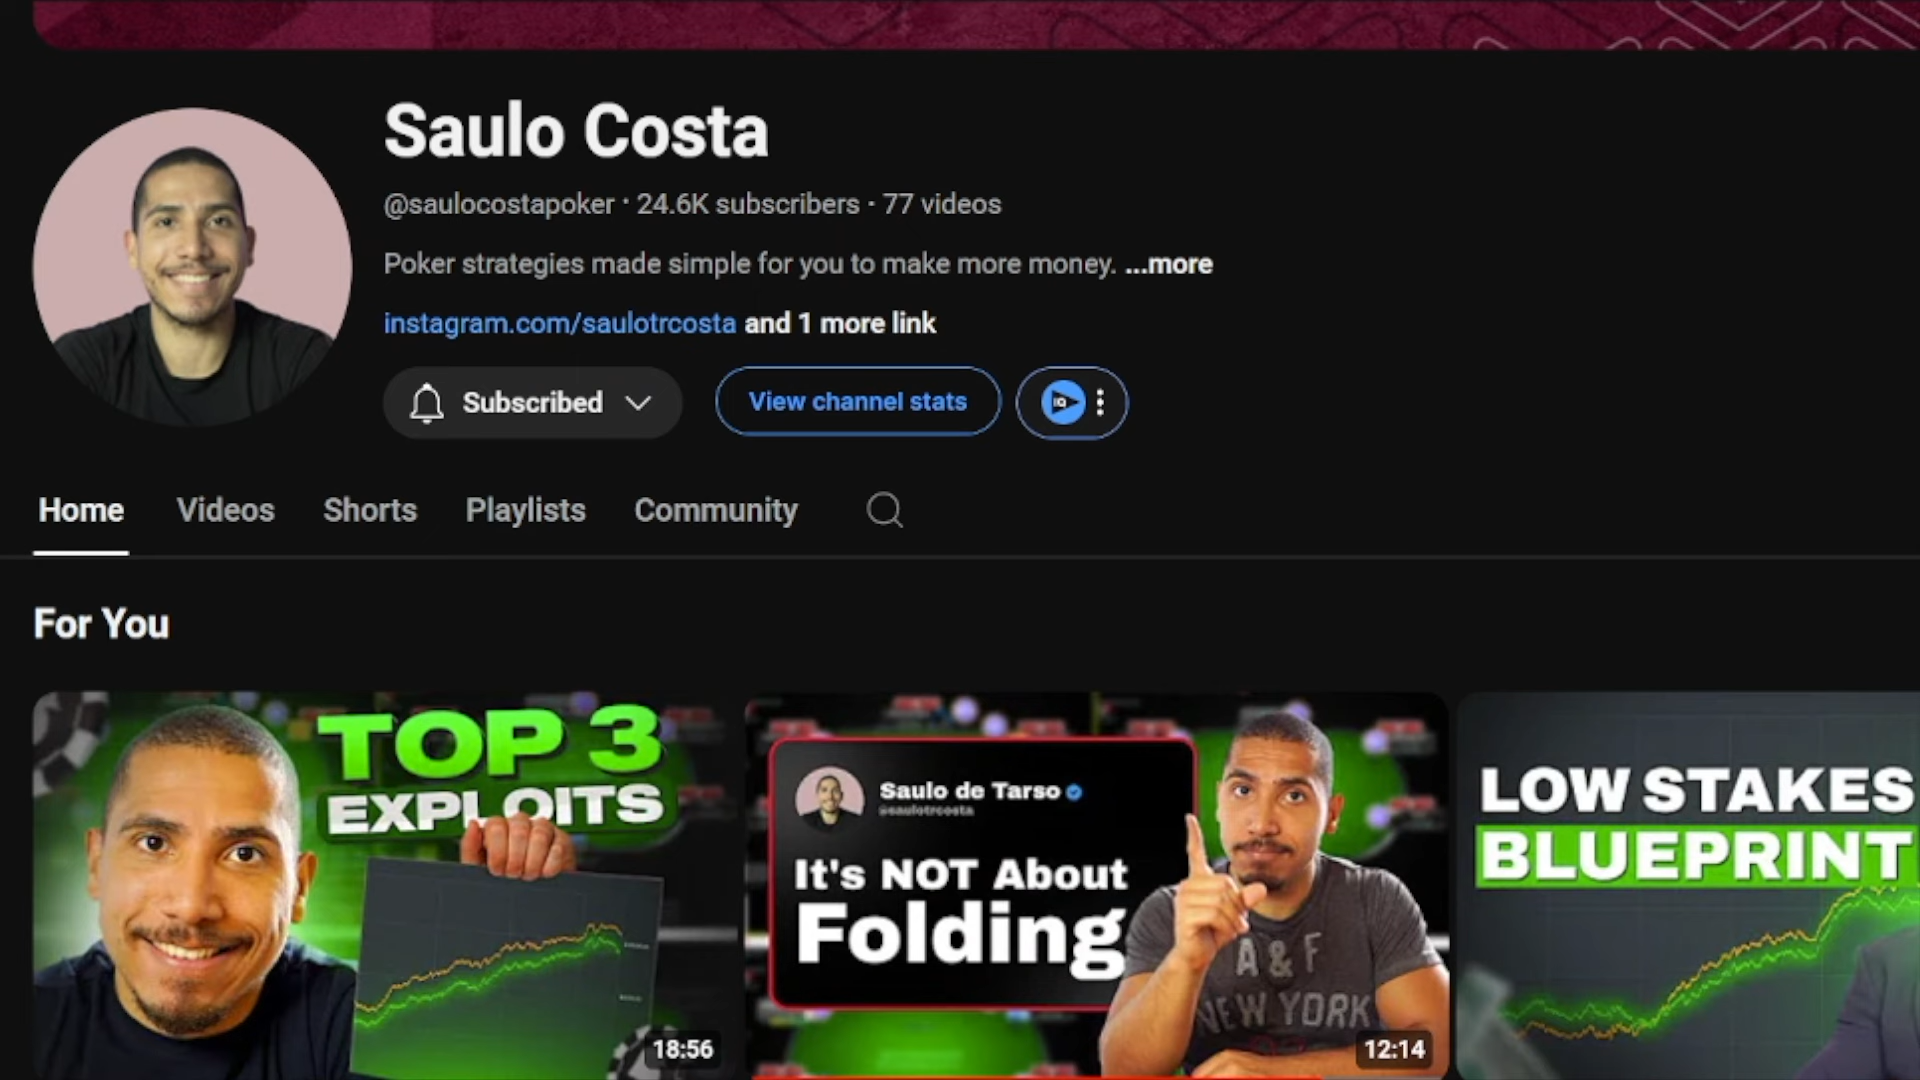 Saulo Costa
@saulocostapoker · 24.6K subscribers · 77 videos
Poker strategies made simple for you to make more money. ...more
instagram.com/saulotrcosta and 1 more link
Subscribed
View channel stats
IQ
Home
Videos
Shorts
Playlists
Community
For You
TOP 3
EXPLOITS
18:56
Saulo de Tarso
@saulotrcosta
It's NOT About
Folding
A & F
NEW YORK
12:14
LOW STAKES
BLUEPRINT